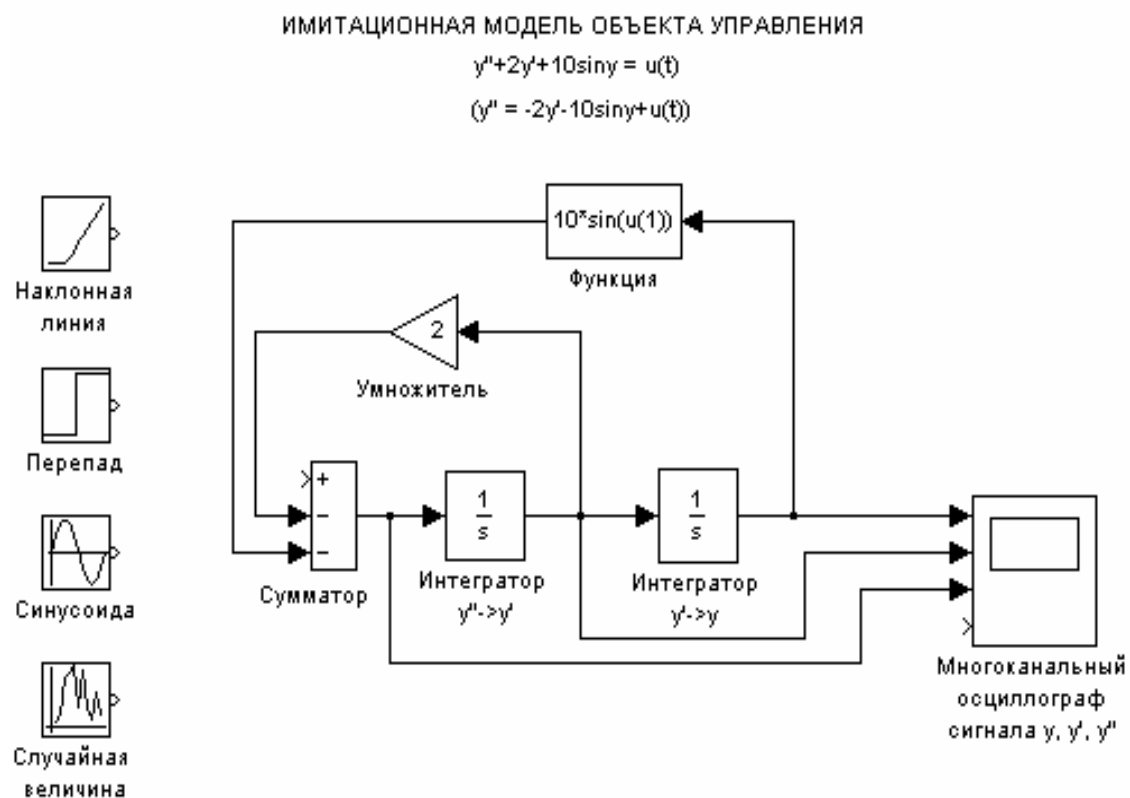 ИМИТАЦИОННАЯ МОДЕЛЬ ОБЪЕКТА УПРАВЛЕНИЯ
y"+2y'+10siny = u(t)
(y" = -2y'-10siny+u(t))
10*sin(u(1))
Функция
Наклонная
линия
2
Умножитель
Перепад
+
−
−
Сумматор
1
s
Интегратор
y"->y'
1
s
Интегратор
y'->y
Синусоида
Многоканальный
осциллограф
сигнала y, y', y"
Случайная
величина